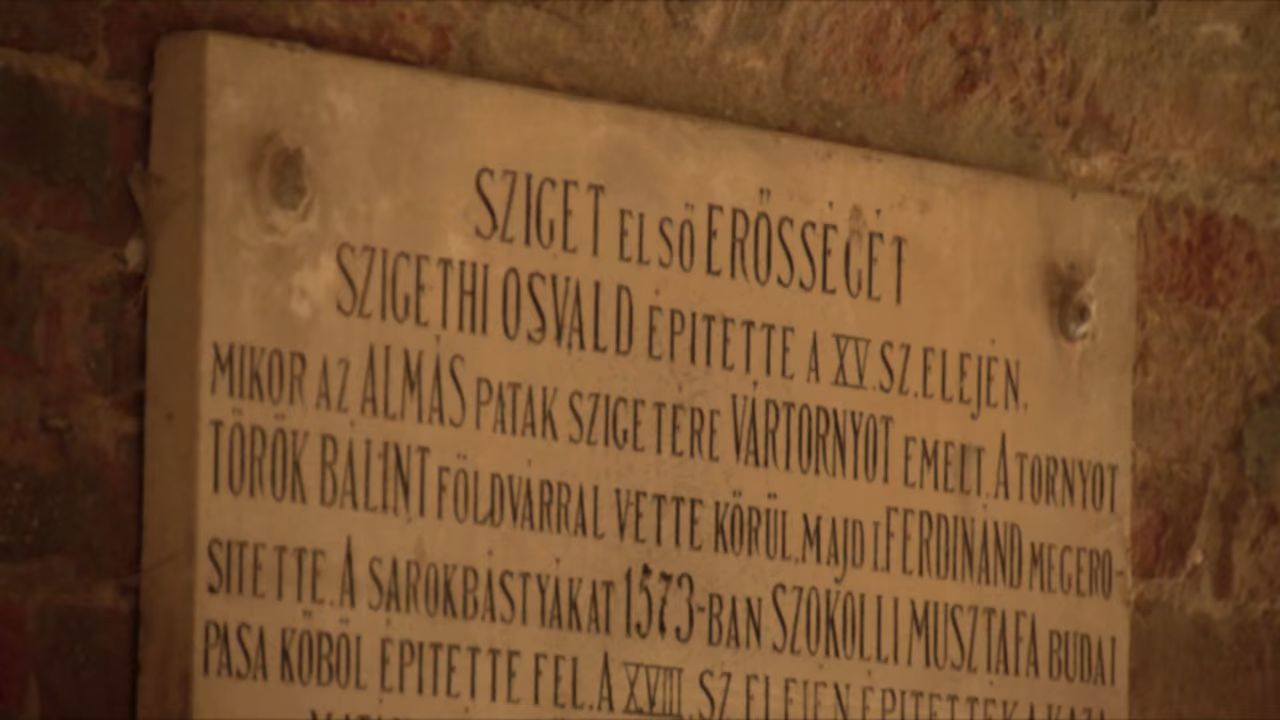 SZIGET ELSŐ ERŐSSÉGÉT
SZIGETHI OSVALD ÉPITETTE A XV. SZ. ELEJÉN.
MIKOR AZ ALMÁS PATAK SZIGETÉRE VÁRTORNYOT EMELT. A TORNYOT
TÖRÖK BÁLINT FÖLDVÁRRAL VETTE KÖRÜL, MAJD I. FERDINÁND MEGERŐ-
SITETTE. A SAROKBÁSTYÁKAT 1573-BAN SZOKOLLI MUSZTAFA BUDAI
PASA KŐBŐL ÉPITETTE FEL. A XVIII. SZ ELEJÉN ÉPITETTÉK A